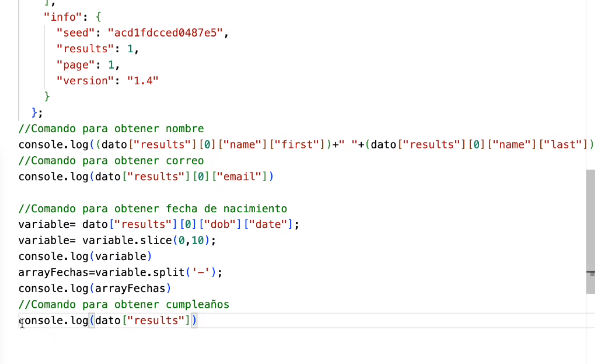 ],
"info": {
"seed": "acd1fdcced0487e5",
"results": 1,
"page": 1,
"version": "1.4"
}
};
//Comando para obtener nombre
console.log((dato["results"][0]["name"]["first"])+" "+(dato["results"][0]["name"]["last"])
//Comando para obtener correo
console.log(dato["results"][0]["email"])
//Comando para obtener fecha de nacimiento
variable= dato["results"][0]["dob"]["date"];
variable= variable.slice(0,10);
console.log(variable)
arrayFechas=variable.split('-');
console.log(arrayFechas)
//Comando para obtener cumpleaños
console.log(dato["results"])